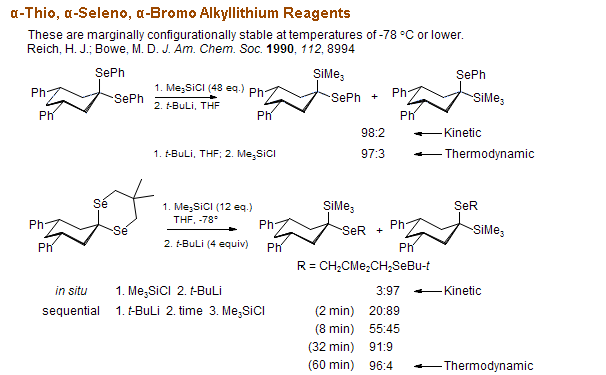 α-Thio, α-Seleno, α-Bromo Alkyllithium Reagents
These are marginally configurationally stable at temperatures of -78 ºC or lower.
Reich, H. J.; Bowe, M. D. J. Am. Chem. Soc. 1990, 112, 8994
SePh
SiMe3
SePh
Ph
SePh
1. Me3SiCl (48 eq.)
2. t-BuLi, THF
Ph
SePh
+
Ph
SiMe3
Ph
Ph
Ph
98:2
Kinetic
1. t-BuLi, THF; 2. Me3SiCl
97:3
Thermodynamic
Se
Se
Ph
Ph
1. Me3SiCl (12 eq.)
THF, -78°
2. t-BuLi (4 equiv)
SiMe3
SeR
Ph
SeR
+
Ph
SiMe3
Ph
Ph
R = CH2CMe2CH2SeBu-t
in situ 1. Me3SiCl 2. t-BuLi 3:97 Kinetic
sequential 1. t-BuLi 2. time 3. Me3SiCl (2 min) 20:89
(8 min) 55:45
(32 min) 91:9
(60 min) 96:4 Thermodynamic